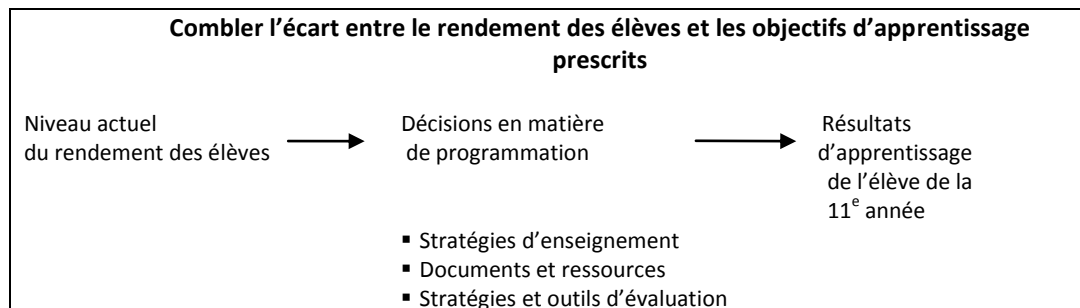 Combler l’écart entre le rendement des élèves et les objectifs d’apprentissage
prescrits
Niveau actuel
du rendement des élèves
Décisions en matière
de programmation
Résultats
d’apprentissage
de l’élève de la
11e année
▪ Stratégies d’enseignement
▪ Documents et ressources
▪ Stratégies et outils d’évaluation